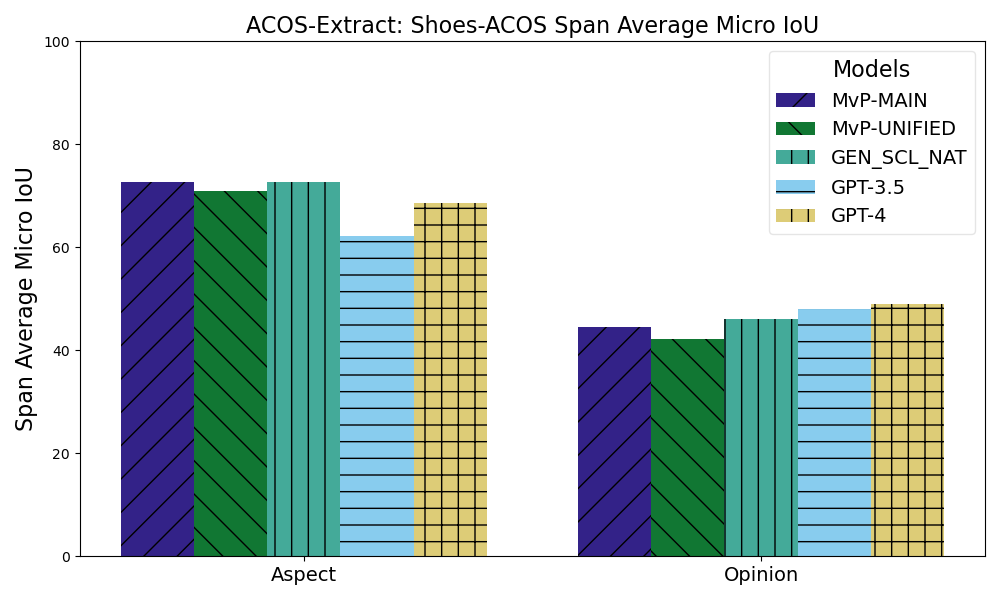 ACOS-Extract: Shoes-ACOS Span Average Micro IoU
Span Average Micro IoU
100
80
60
40
20
0
Models
MvP-MAIN
MvP-UNIFIED
GEN_SCL_NAT
GPT-3.5
GPT-4
Aspect
Opinion